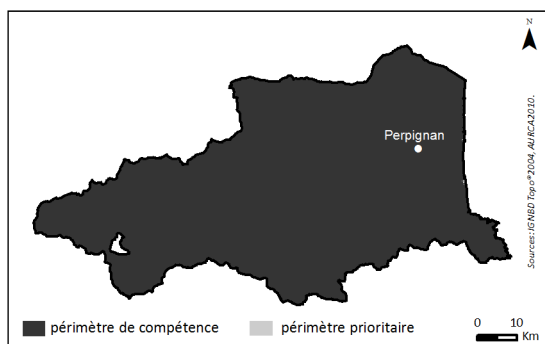 N
Perpignan
Sources:IGNBD Topo®2004, AURCA2010.
périmètre de compétence
périmètre prioritaire
0 10
Km